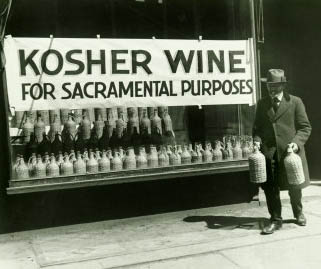 KOSHER WINE
FOR SACRAMENTAL PURPOSES